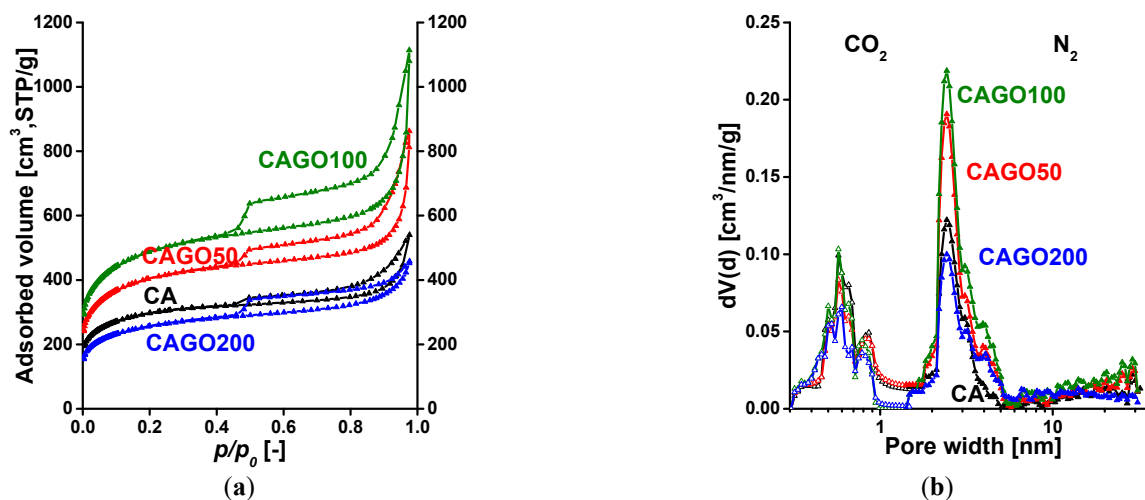 1200
1000
800
600
400
200
0
Adsorbed volume [cm³,STP/g]
1200
1000
800
600
400
200
0
0.0 0.2 0.4 0.6 0.8 1.0
p/p₀ [-]
CAGO100
CAGO50
CA
CAGO200
(a)
0.25
0.20
0.15
0.10
0.05
0.00
dV(d) [cm³/nm/g]
CO₂ N₂
CAGO100
CAGO50
CAGO200
CA
1 10
Pore width [nm]
(b)